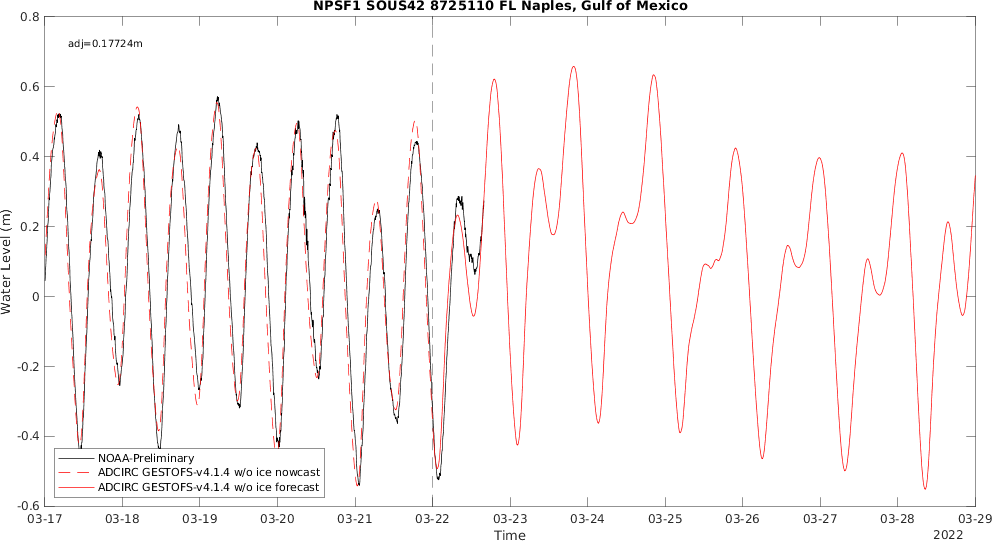 NPSF1 SOUS42 8725110 FL Naples, Gulf of Mexico
adj=0.17724m
0.8
0.6
0.4
0.2
0
-0.2
-0.4
-0.6
Water Level (m)
NOAA-Preliminary
ADCIRC GESTOFS-v4.1.4 w/o ice nowcast
ADCIRC GESTOFS-v4.1.4 w/o ice forecast
03-17 03-18 03-19 03-20 03-21 03-22 03-23 03-24 03-25 03-26 03-27 03-28 03-29
Time
2022